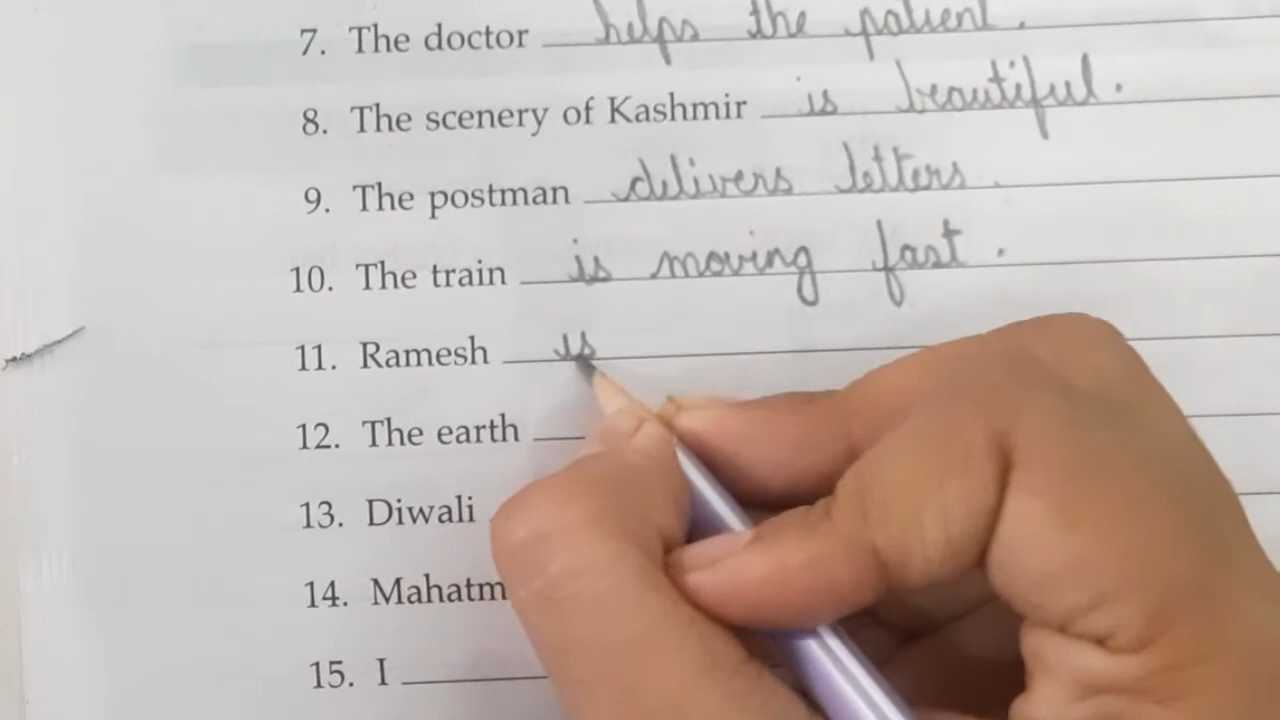 7. The doctor helps the patient.
8. The scenery of Kashmir is beautiful.
9. The postman delivers letters.
10. The train is moving fast.
11. Ramesh is
12. The earth
13. Diwali
14. Mahatm
15. I